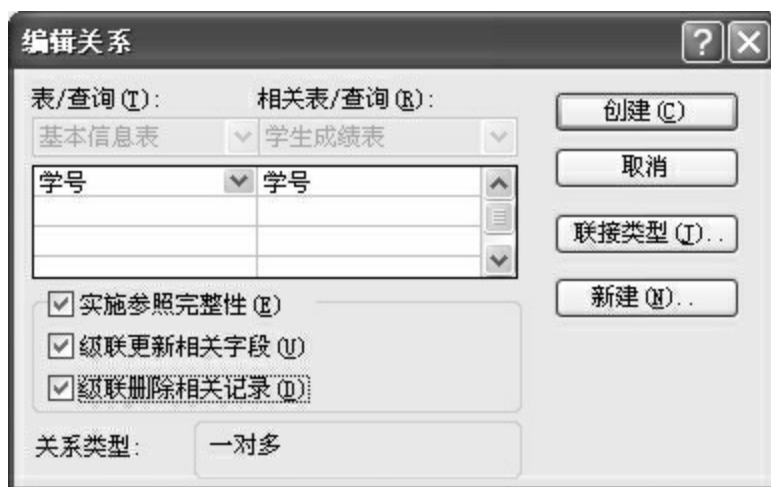 编辑关系
表/查询(T): 相关表/查询(R):
基本信息表 学生成绩表
学号 学号
实施参照完整性(E)
级联更新相关字段(U)
级联删除相关记录(D)
关系类型: 一对多
创建(C)
取消
联接类型(J)..
新建(N)..